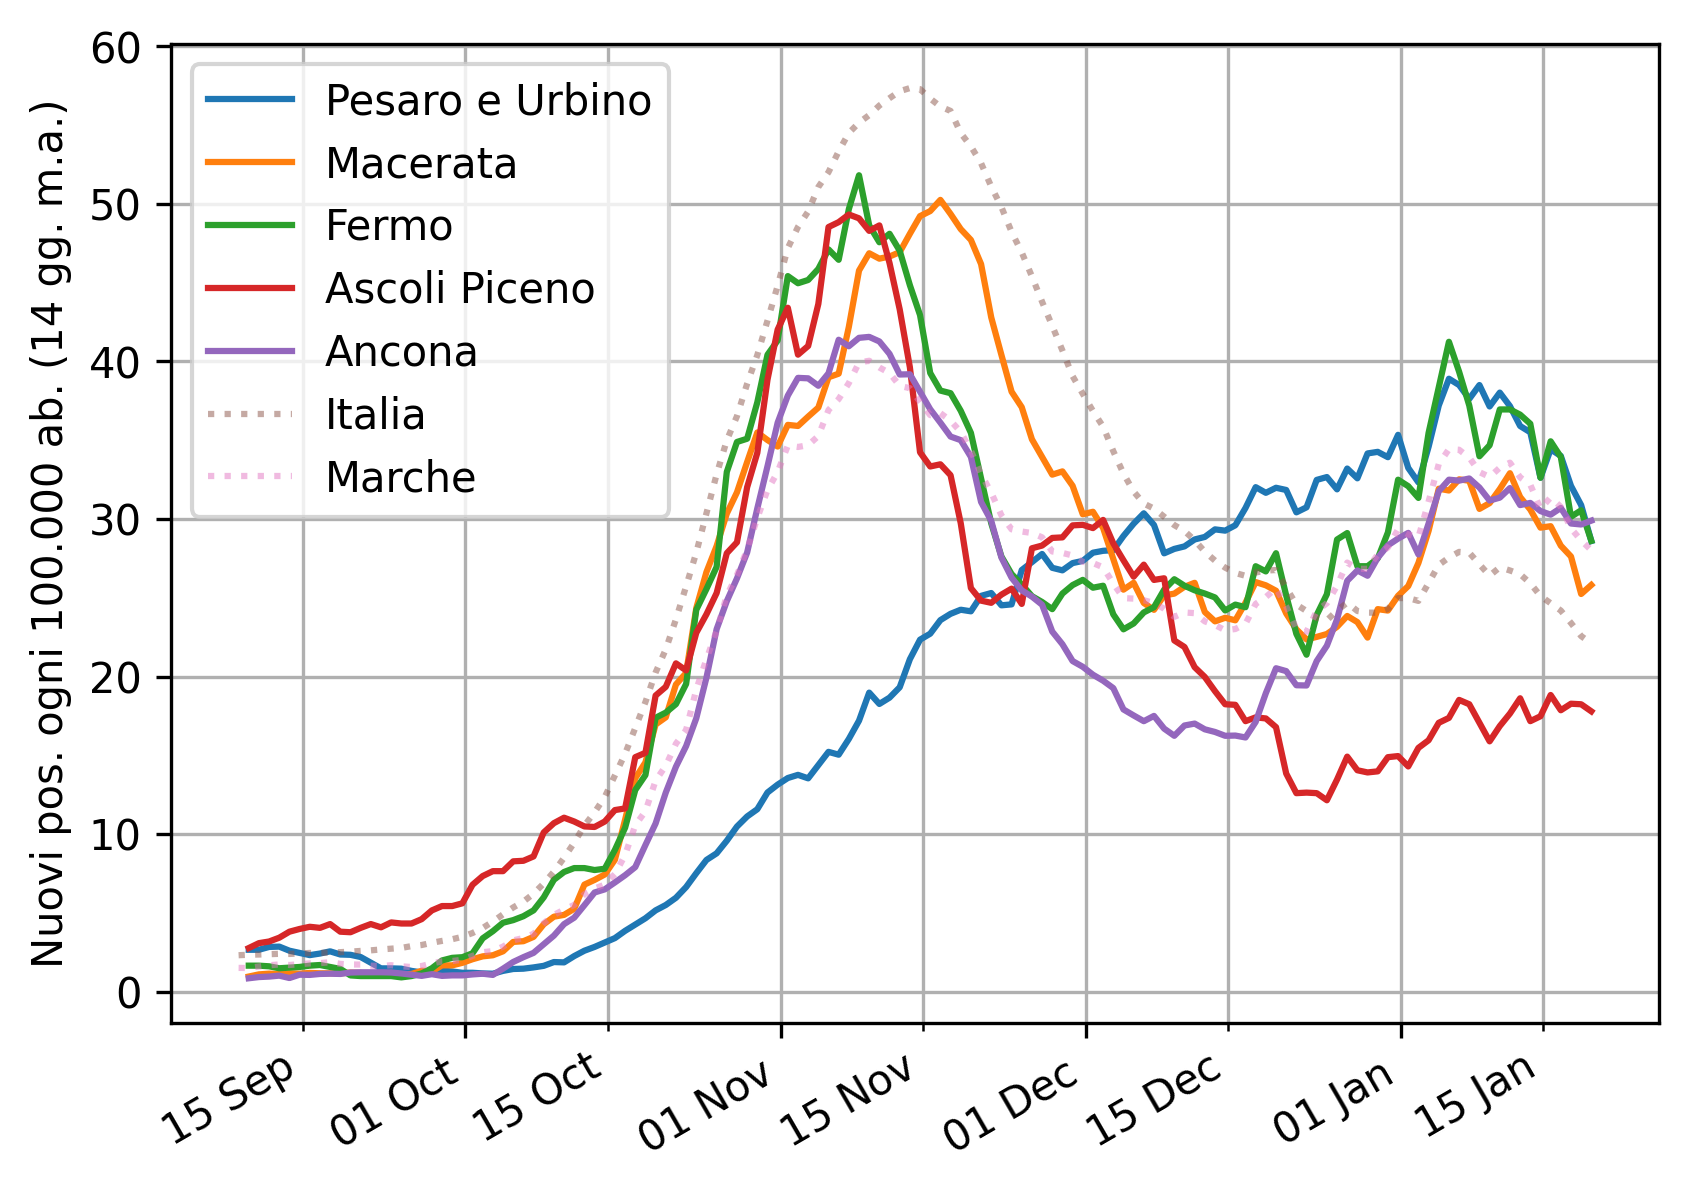 Nuovi pos. ogni 100.000 ab. (14 gg. m.a.)
60
50
40
30
20
10
0
Pesaro e Urbino
Macerata
Fermo
Ascoli Piceno
Ancona
Italia
Marche
15 Sep
01 Oct
15 Oct
01 Nov
15 Nov
01 Dec
15 Dec
01 Jan
15 Jan